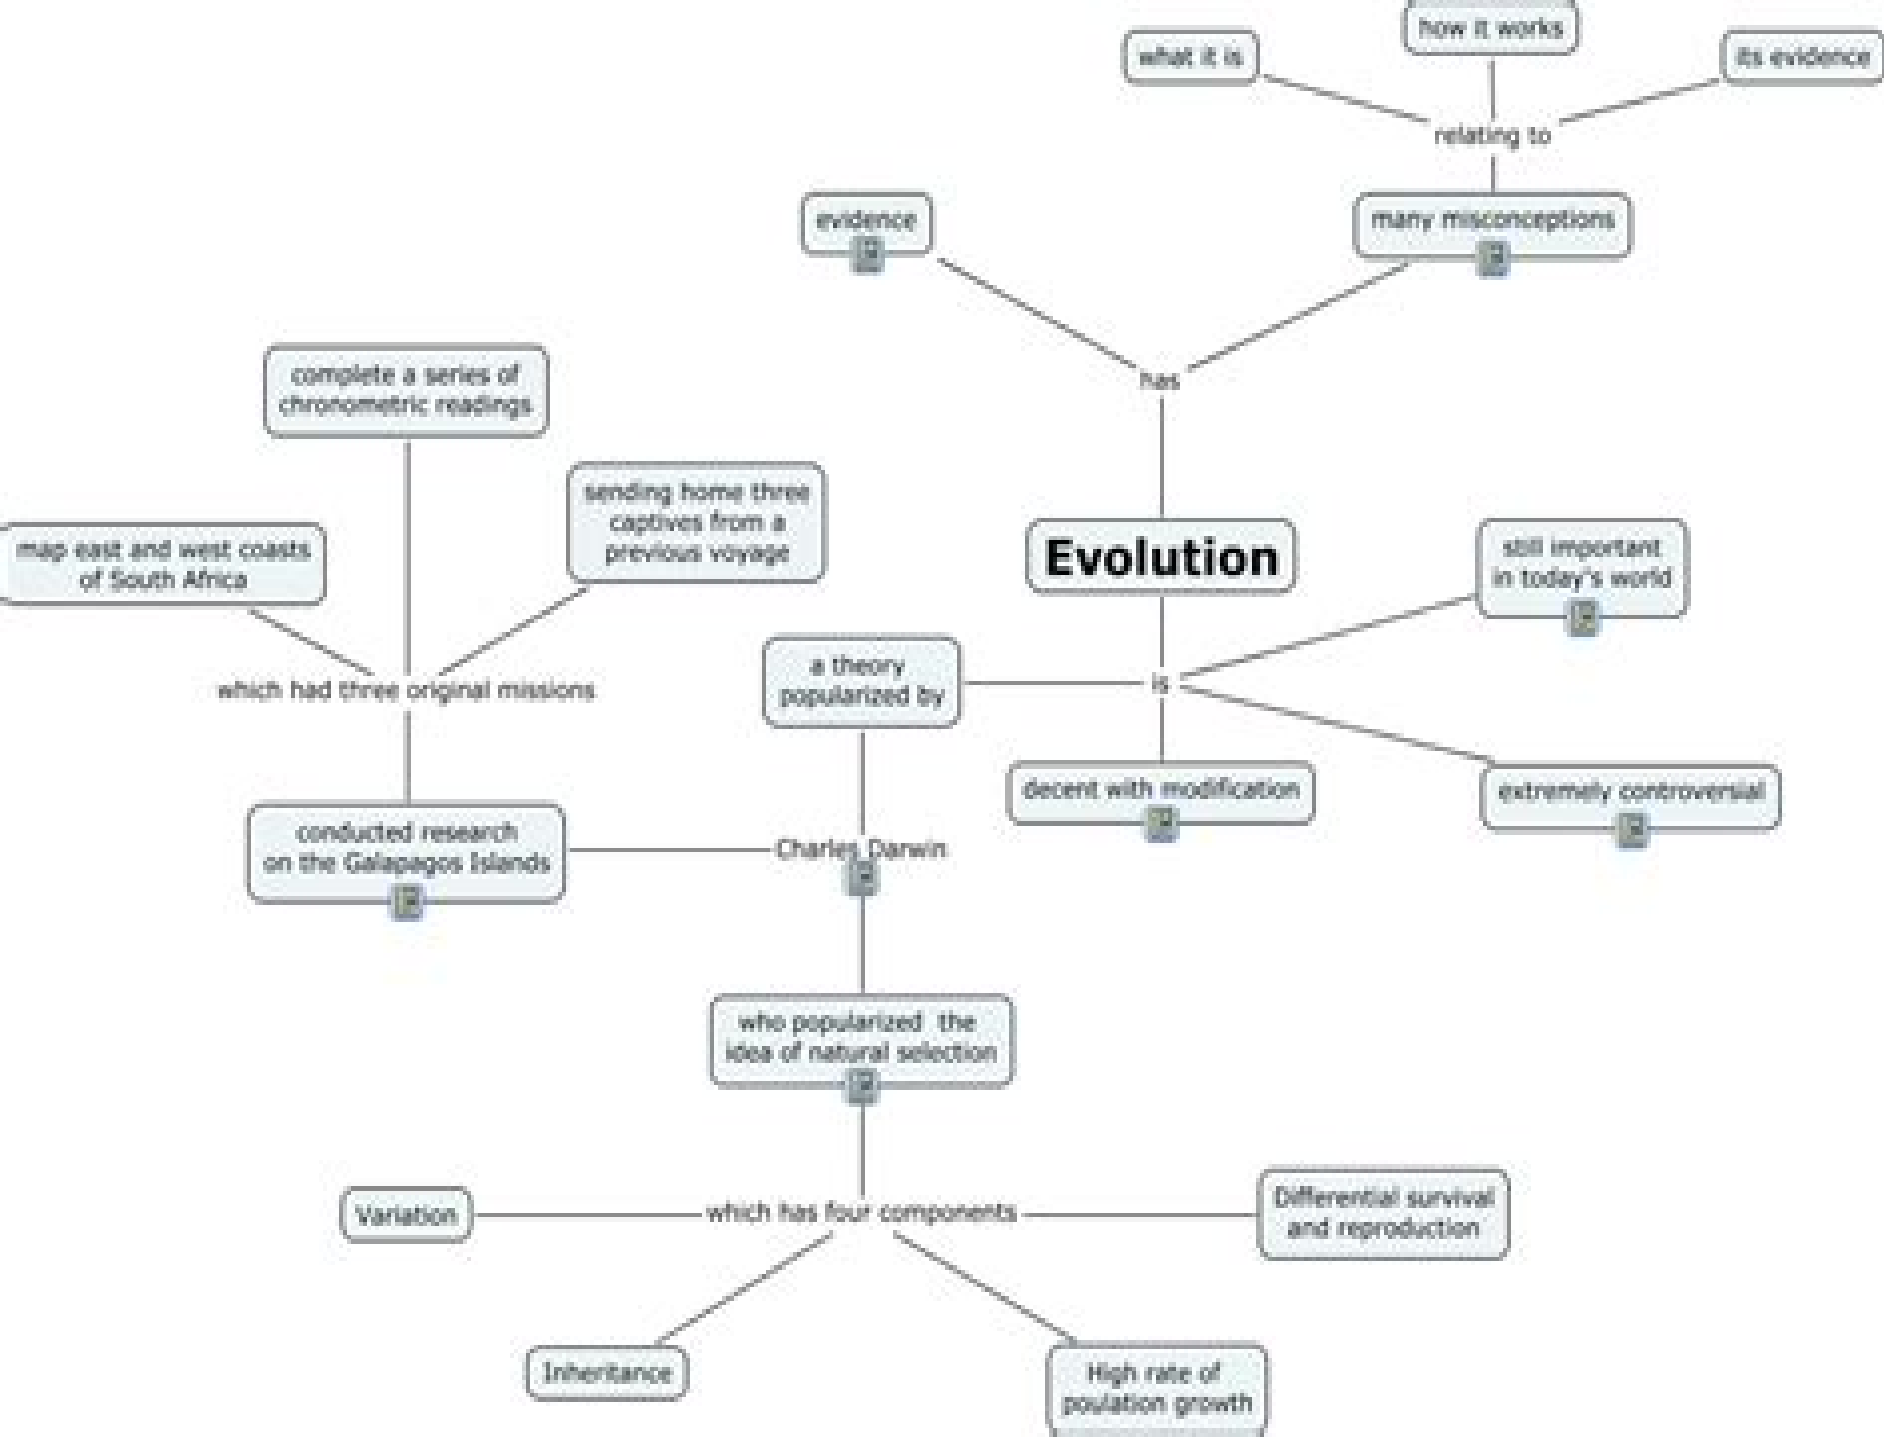 how it works
what it is
its evidence
relating to
evidence
many misconceptions
has
complete a series of
chronometric readings
sending home three
captives from a
previous voyage
map east and west coasts
of South Africa
Evolution
still important
in today's world
which had three original missions
a theory
popularized by
is
decent with modification
extremely controversial
conducted research
on the Galapagos Islands
Charles Darwin
who popularized the
idea of natural selection
Variation
which has four components
Differential survival
and reproduction
Inheritance
High rate of
poulation growth